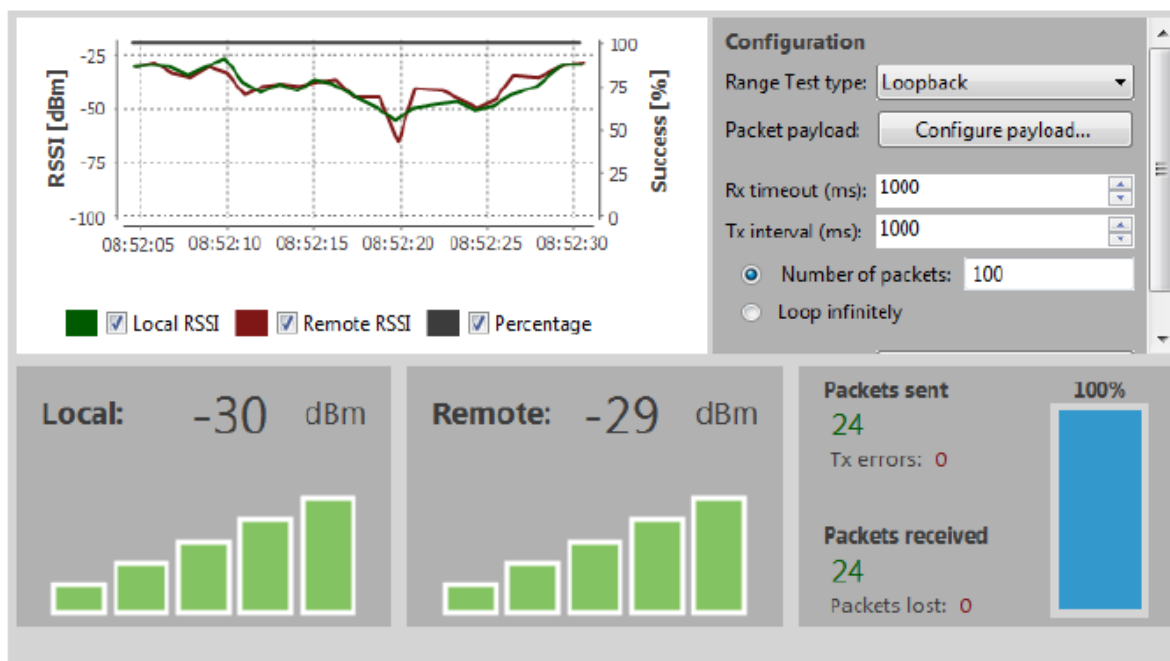 -25
-50
-75
-100
RSSI [dBm]
100
75
50
25
0
Success [%]
08:52:05 08:52:10 08:52:15 08:52:20 08:52:25 08:52:30
Local RSSI Remote RSSI Percentage
Configuration
Range Test type: Loopback
Packet payload: Configure payload...
Rx timeout (ms): 1000
Tx interval (ms): 1000
Number of packets: 100
Loop infinitely
Local: -30 dBm
Remote: -29 dBm
Packets sent 100%
24
Tx errors: 0
Packets received
24
Packets lost: 0